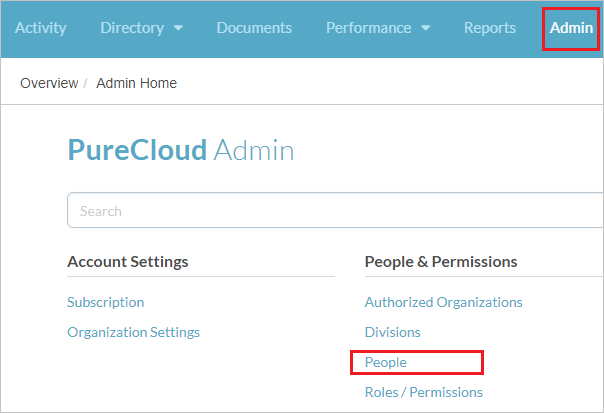 Activity Directory Documents Performance Reports Admin
Overview / Admin Home
PureCloud Admin
Search
Account Settings
Subscription
Organization Settings
People & Permissions
Authorized Organizations
Divisions
People
Roles / Permissions